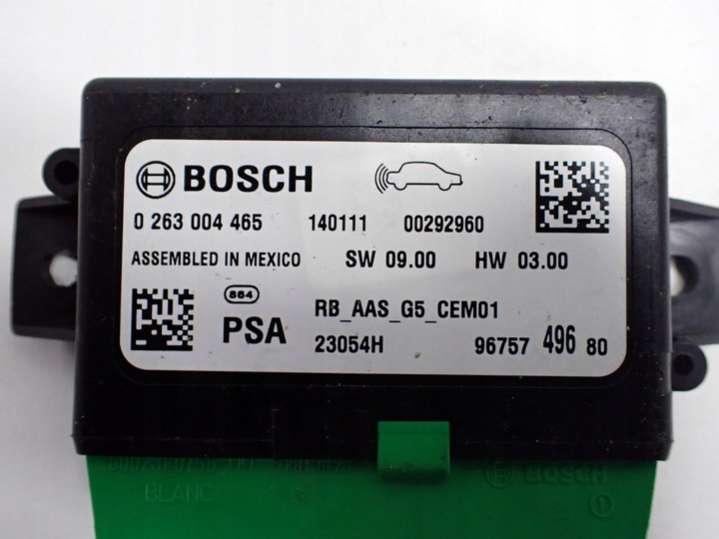 BOSCH
0 263 004 465 140111 00292960
ASSEMBLED IN MEXICO SW 09.00 HW 03.00
864 RB_AAS_G5_CEM01
PSA 23054H 96757 496 80
BOSCH
BLANC